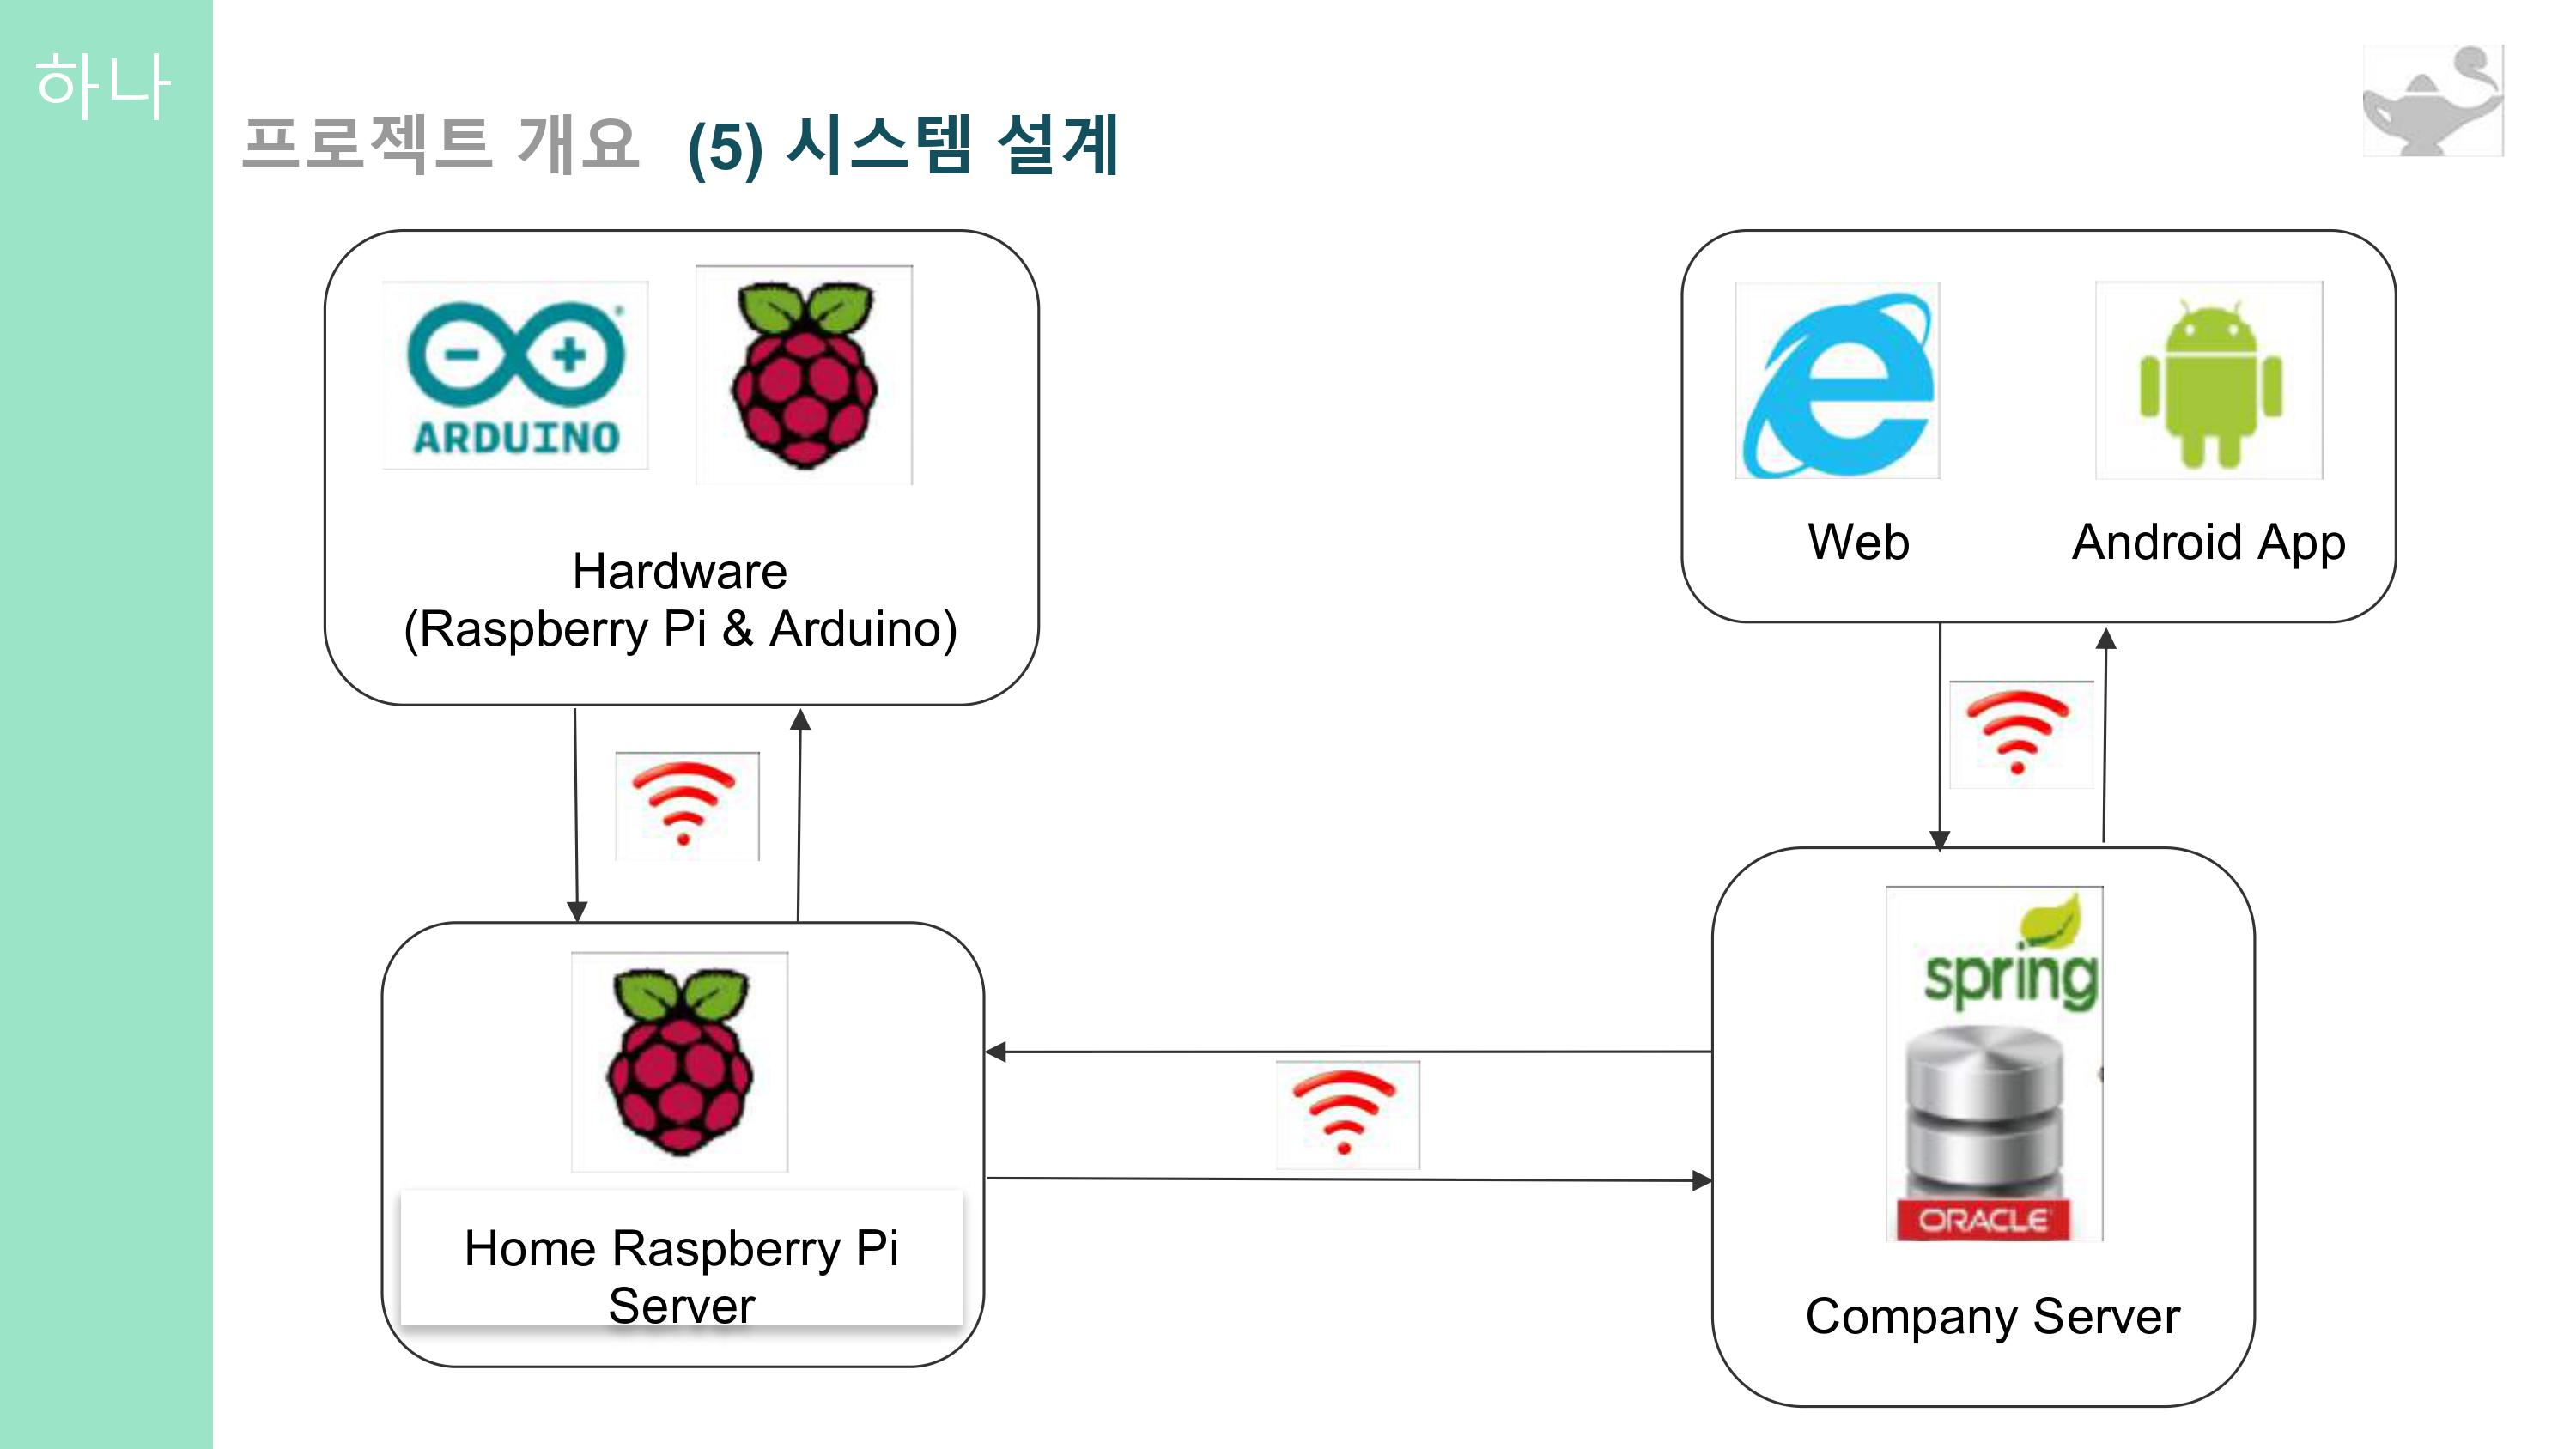 하나
프로젝트 개요 (5) 시스템 설계
ARDUINO
Hardware
(Raspberry Pi & Arduino)
Web
Android App
Home Raspberry Pi
Server
spring
ORACLE
Company Server